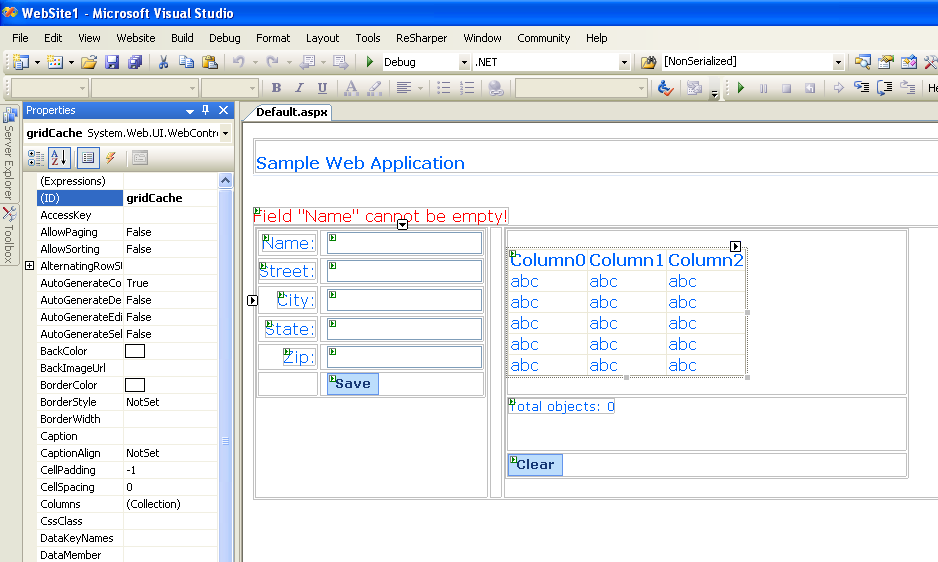 WebSite1 - Microsoft Visual Studio
File Edit View Website Build Debug Format Layout Tools ReSharper Window Community Help
Debug .NET [NonSerialized]
B I U A He
Server Explorer
Toolbox
Properties
gridCache System.Web.UI.WebContro
(Expressions)
(ID) gridCache
AccessKey
AllowPaging False
AllowSorting False
AlternatingRowSt
AutoGenerateCo True
AutoGenerateDe False
AutoGenerateEdi False
AutoGenerateSel False
BackColor
BackImageUrl
BorderColor
BorderStyle NotSet
BorderWidth
Caption
CaptionAlign NotSet
CellPadding -1
CellSpacing 0
Columns (Collection)
CssClass
DataKeyNames
DataMember
Default.aspx
Sample Web Application
Field "Name" cannot be empty!
Name:
Street:
City:
State:
Zip:
Save
Column0 Column1 Column2
abc abc abc
abc abc abc
abc abc abc
abc abc abc
abc abc abc
Total objects: 0
Clear